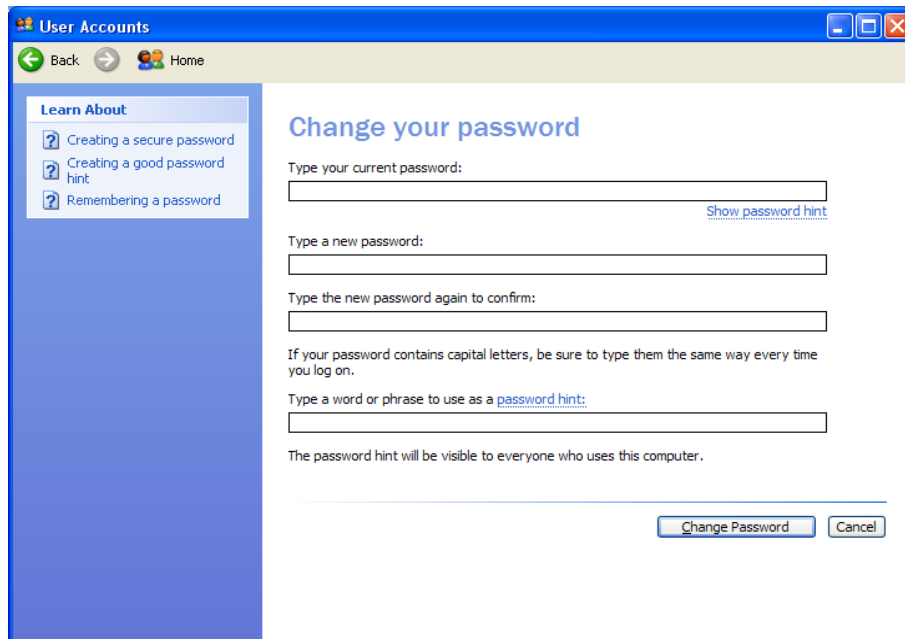 User Accounts
Back
Home
Learn About
Creating a secure password
Creating a good password
hint
Remembering a password
Change your password
Type your current password:
Show password hint
Type a new password:
Type the new password again to confirm:
If your password contains capital letters, be sure to type them the same way every time
you log on.
Type a word or phrase to use as a password hint:
The password hint will be visible to everyone who uses this computer.
Change Password
Cancel